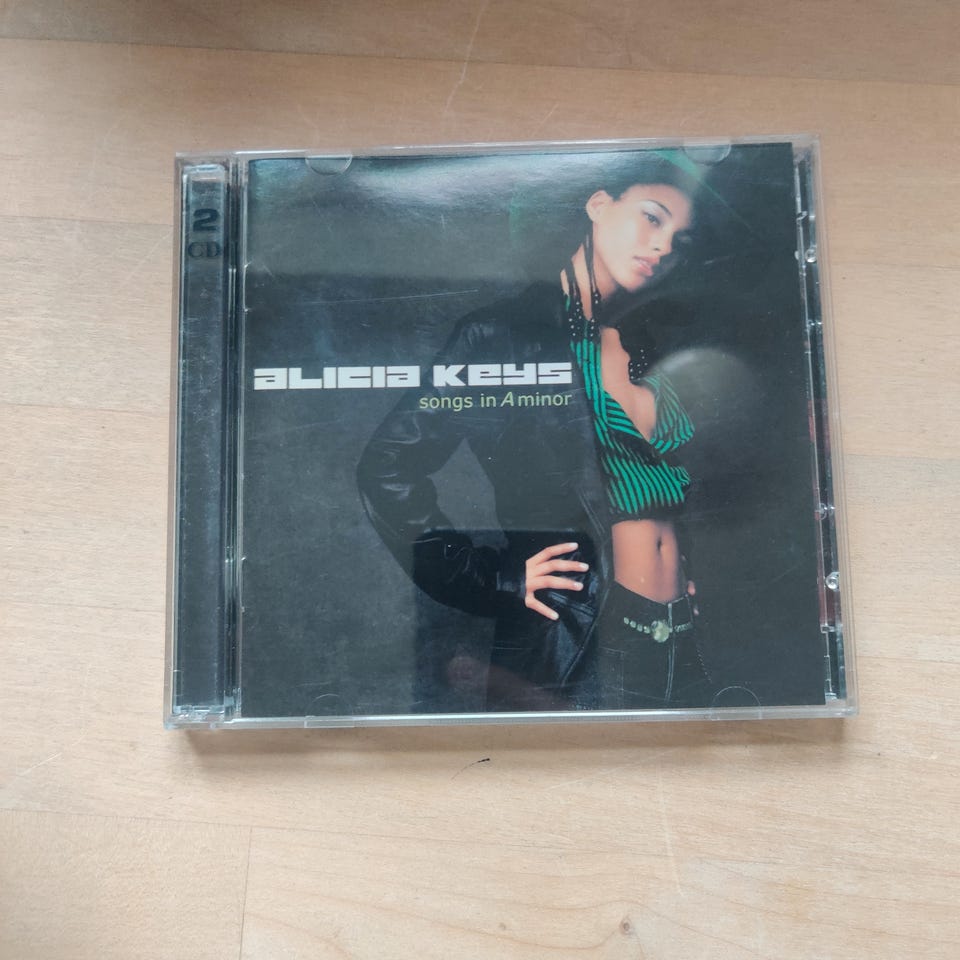 2
CD
alicia keys
songs in A minor